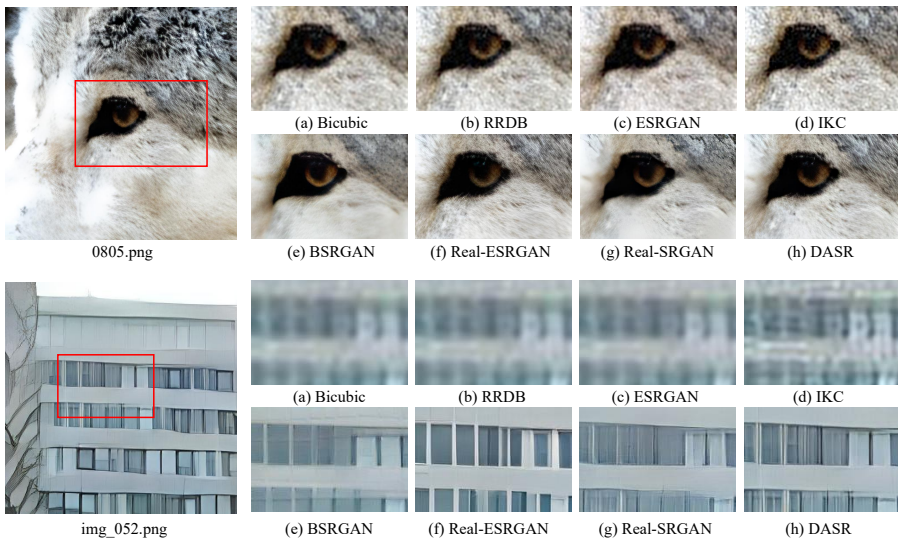 (a) Bicubic (b) RRDB (c) ESRGAN (d) IKC
(e) BSRGAN (f) Real-ESRGAN (g) Real-SRGAN (h) DASR
0805.png
(a) Bicubic (b) RRDB (c) ESRGAN (d) IKC
(e) BSRGAN (f) Real-ESRGAN (g) Real-SRGAN (h) DASR
img_052.png